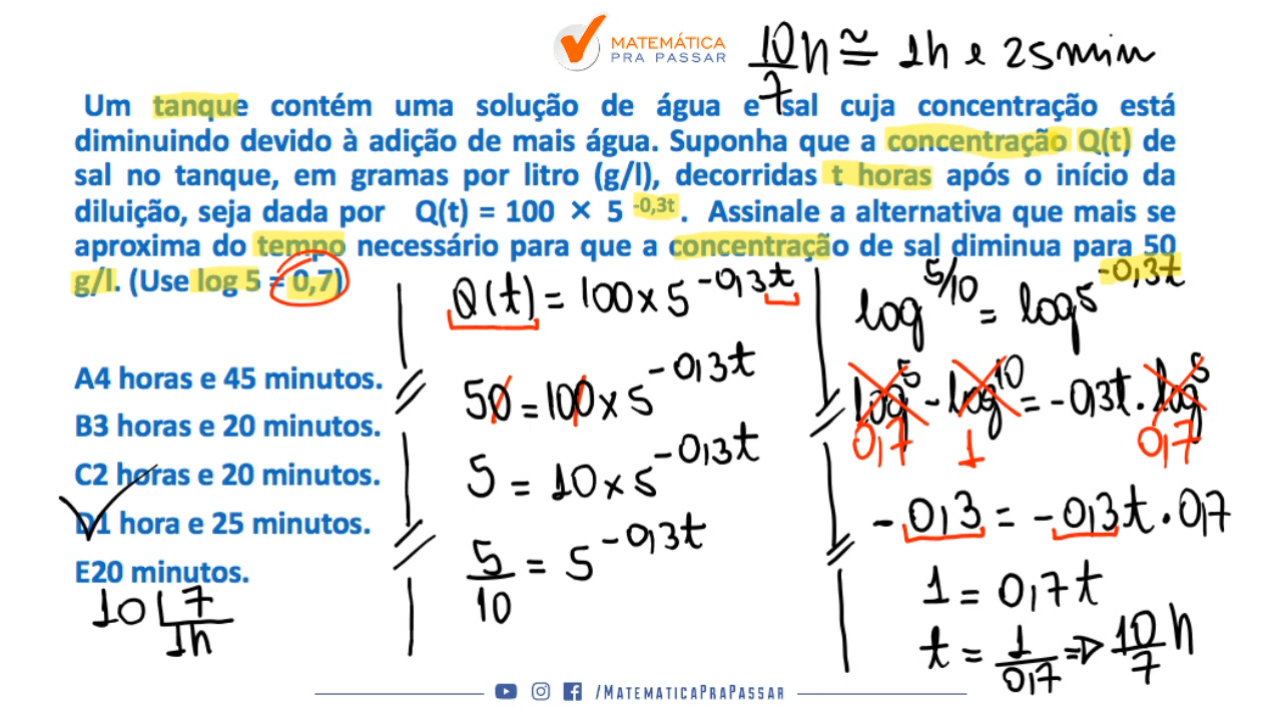 MATEMÁTICA
PRA PASSAR
10/7 h ≅ 1h e 25min
Um tanque contém uma solução de água e sal cuja concentração está
diminuindo devido à adição de mais água. Suponha que a concentração Q(t) de
sal no tanque, em gramas por litro (g/l), decorridas t horas após o início da
diluição, seja dada por Q(t) = 100 × 5 ^-0,3t. Assinale a alternativa que mais se
aproxima do tempo necessário para que a concentração de sal diminua para 50
g/l. (Use log 5 = 0,7)
A4 horas e 45 minutos.
B3 horas e 20 minutos.
C2 horas e 20 minutos.
D1 hora e 25 minutos.
E20 minutos.
10 | 7
1h
Q(t) = 100 × 5^-0,3t
50 = 100 × 5^-0,3t
5 = 10 × 5^-0,3t
5/10 = 5^-0,3t
log 5/10 = log 5^-0,3t
log 5 - log 10 = -0,3t . log 5
0,7 1 0,7
-0,3 = -0,3t . 0,7
1 = 0,7t
t = 1/0,7 ⇒ 10/7 h
/MatematicaPraPassar